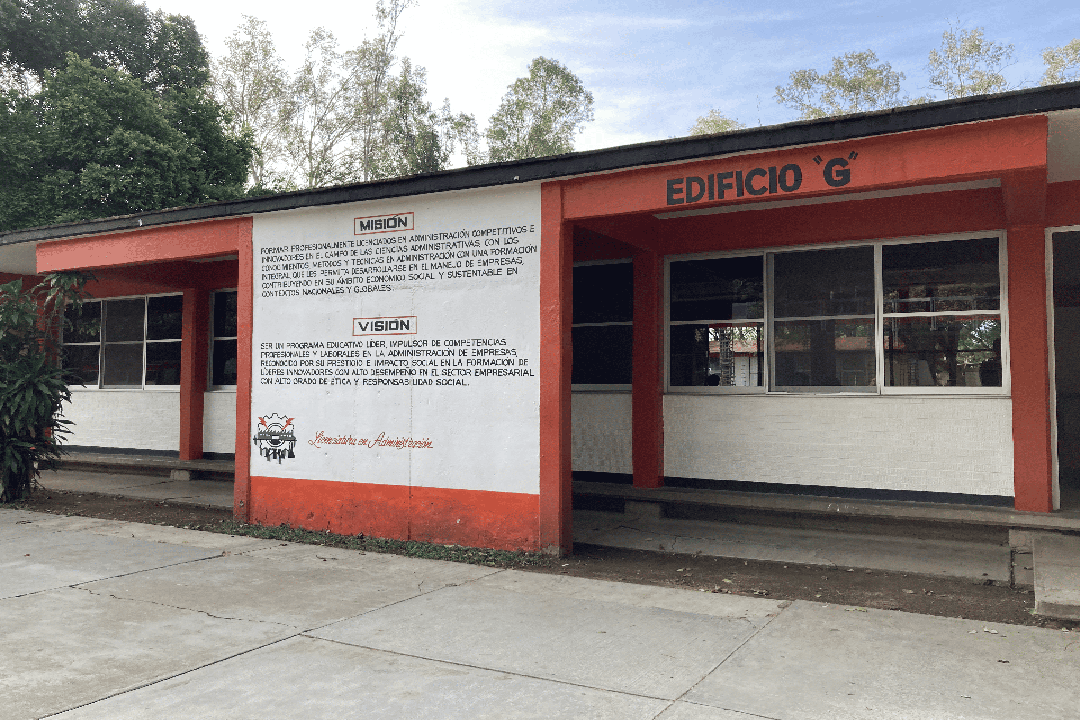 EDIFICIO "G"
MISIÓN
FORMAR PROFESIONALMENTE LICENCIADOS EN ADMINISTRACIÓN COMPETITIVOS E
INNOVADORES EN EL CAMPO DE LAS CIENCIAS ADMINISTRATIVAS, CON LOS
CONOCIMIENTOS, METODOS Y TECNICAS EN ADMINISTRACIÓN CON UNA FORMACIÓN
INTEGRAL QUE LES PERMITA DESARROLLARSE EN EL MANEJO DE EMPRESAS,
CONTRIBUYENDO EN SU ÁMBITO ECONOMICO SOCIAL Y SUSTENTABLE EN
CONTEXTOS NACIONALES Y GLOBALES.
VISIÓN
SER UN PROGRAMA EDUCATIVO LÍDER, IMPULSOR DE COMPETENCIAS
PROFESIONALES Y LABORALES EN LA ADMINISTRACION DE EMPRESAS,
RECONOCIDO POR SU PRESTIGIO E IMPACTO SOCIAL EN LA FORMACIÓN DE
LÍDERES INNOVADORES CON ALTO DESEMPEÑO EN EL SECTOR EMPRESARIAL
CON ALTO GRADO DE ÉTICA Y RESPONSABILIDAD SOCIAL.
Licenciatura en Administración